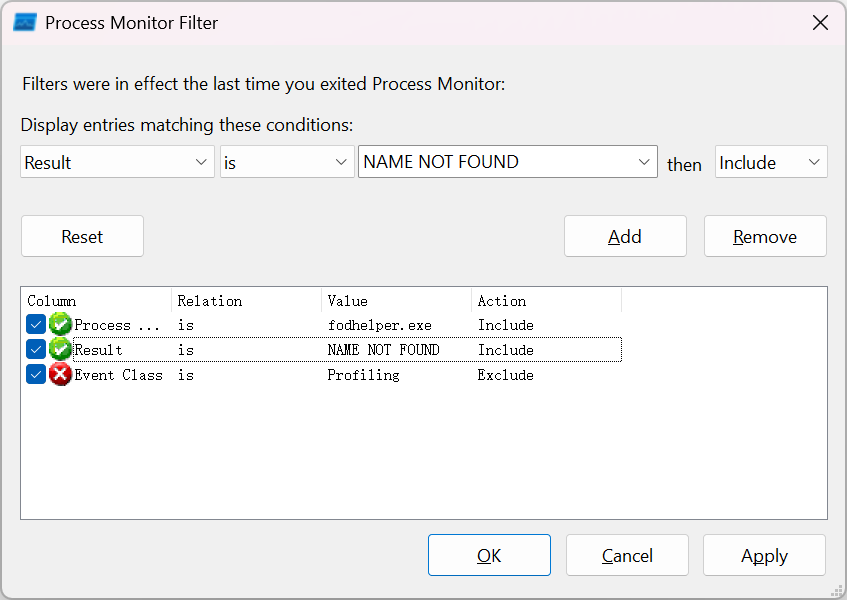 Process Monitor Filter
Filters were in effect the last time you exited Process Monitor:
Display entries matching these conditions:
Result is NAME NOT FOUND then Include
Reset Add Remove
Column Relation Value Action
Process ... is fodhelper.exe Include
Result is NAME NOT FOUND Include
Event Class is Profiling Exclude
OK Cancel Apply